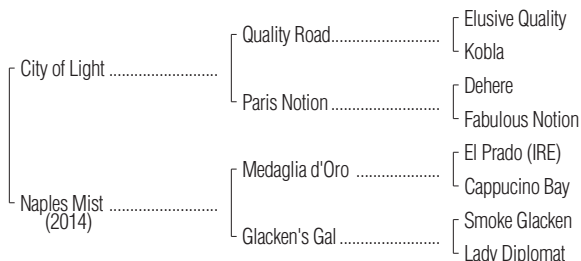 Elusive Quality
Quality Road
Kobla
City of Light
Dehere
Paris Notion
Fabulous Notion
El Prado (IRE)
Medaglia d'Oro
Cappucino Bay
Naples Mist
(2014)
Smoke Glacken
Glacken's Gal
Lady Diplomat